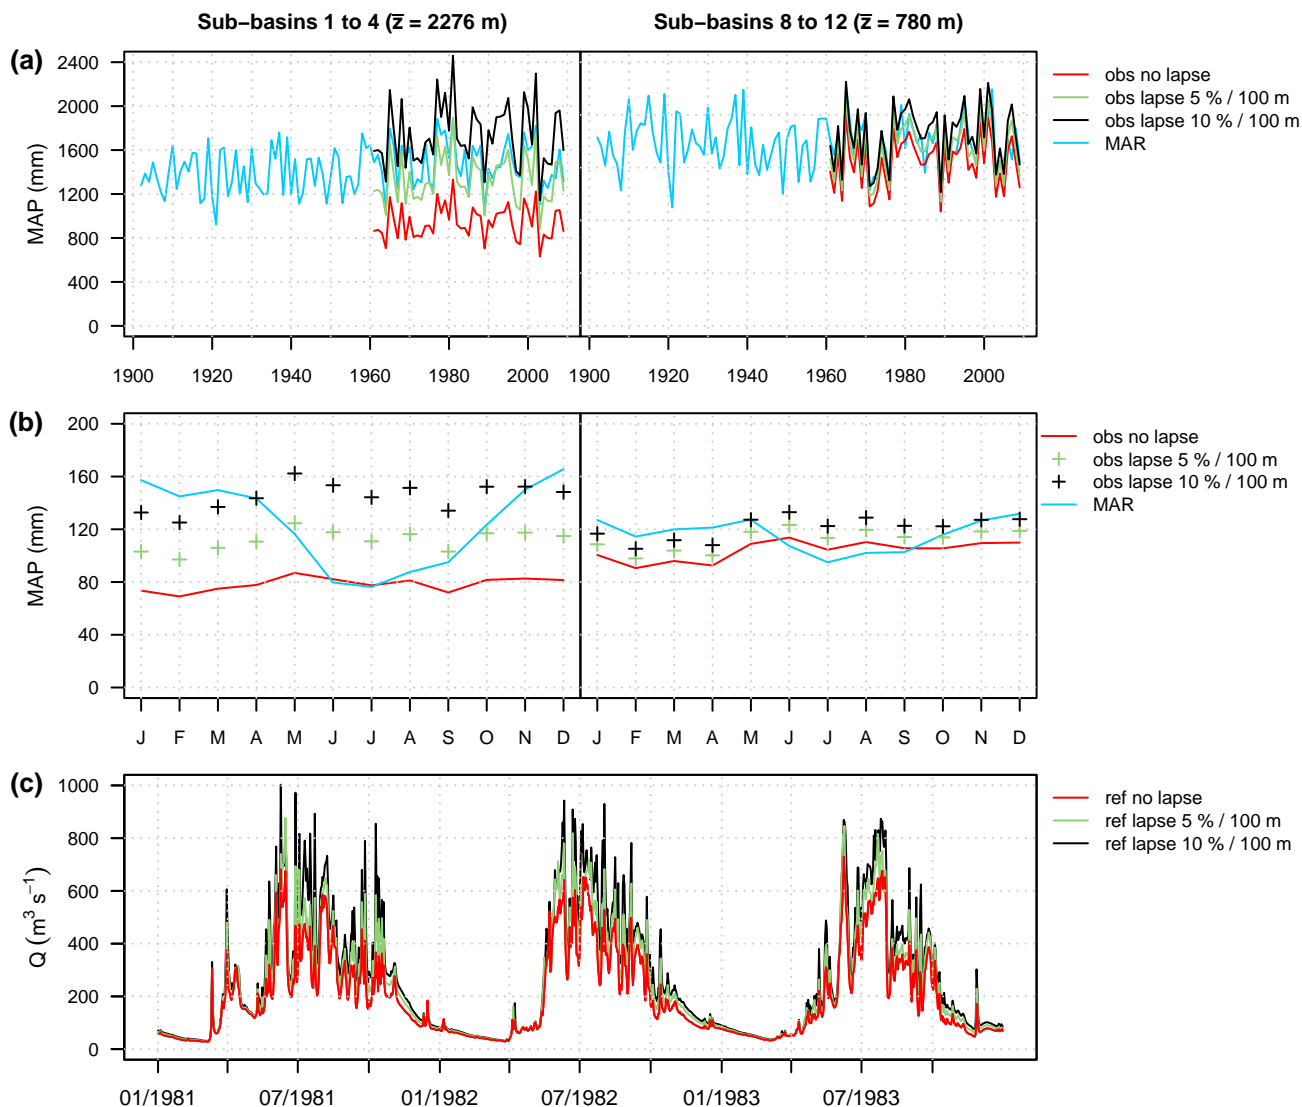 Sub−basins 1 to 4 (z̅ = 2276 m)
Sub−basins 8 to 12 (z̅ = 780 m)
(a)
MAP (mm)
2400
2000
1600
1200
800
400
0
1900 1920 1940 1960 1980 2000
1900 1920 1940 1960 1980 2000
obs no lapse
obs lapse 5 % / 100 m
obs lapse 10 % / 100 m
MAR
(b)
MAP (mm)
200
160
120
80
40
0
J F M A M J J A S O N D
J F M A M J J A S O N D
obs no lapse
obs lapse 5 % / 100 m
obs lapse 10 % / 100 m
MAR
(c)
Q (m³ s⁻¹)
1000
800
600
400
200
0
01/1981 07/1981 01/1982 07/1982 01/1983 07/1983
ref no lapse
ref lapse 5 % / 100 m
ref lapse 10 % / 100 m